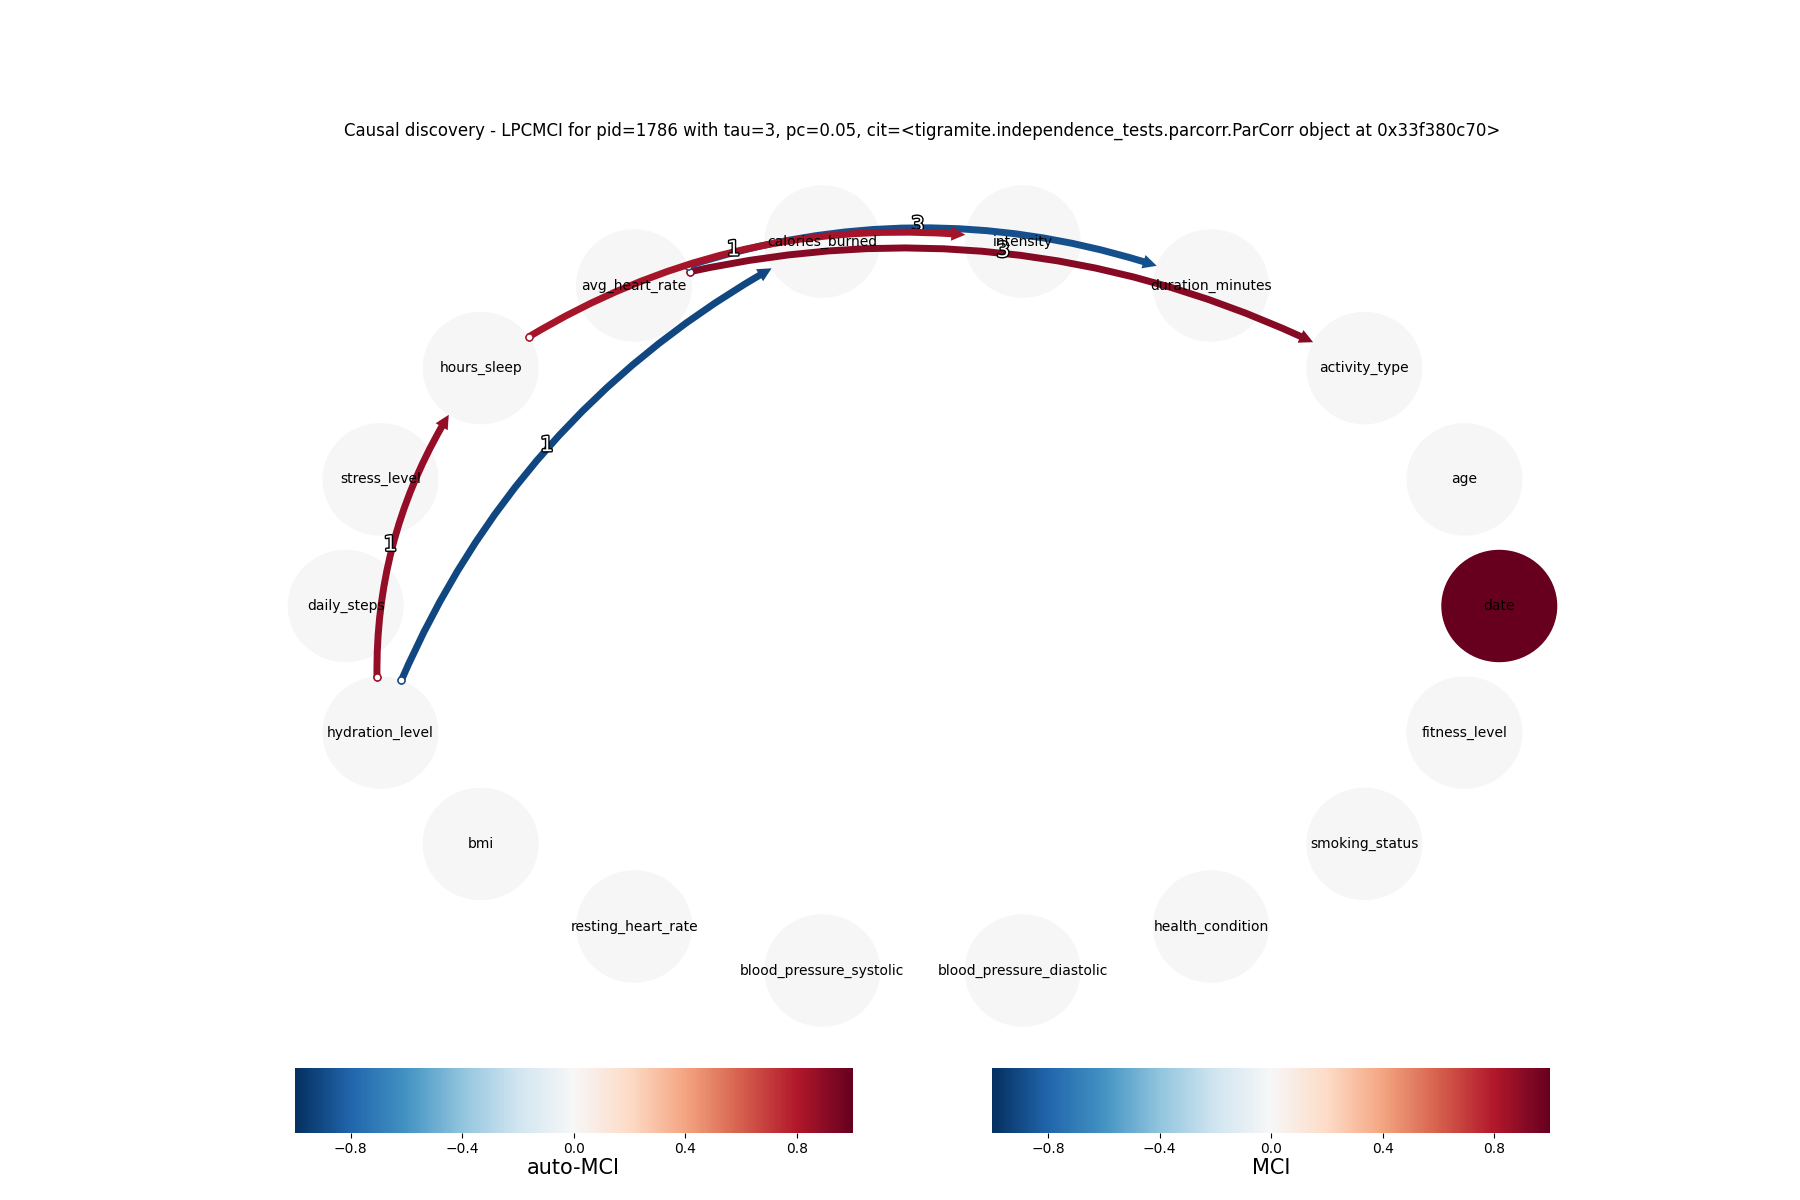 Causal discovery - LPCMCI for pid=1786 with tau=3, pc=0.05, cit=<tigramite.independence_tests.parcorr.ParCorr object at 0x33f380c70>
3
calories_burned
intensity
1
3
avg_heart_rate
duration_minutes
hours_sleep
activity_type
1
stress_level
age
1
daily_steps
date
hydration_level
fitness_level
bmi
smoking_status
resting_heart_rate
health_condition
blood_pressure_systolic
blood_pressure_diastolic
−0.8 −0.4 0.0 0.4 0.8
auto-MCI
−0.8 −0.4 0.0 0.4 0.8
MCI